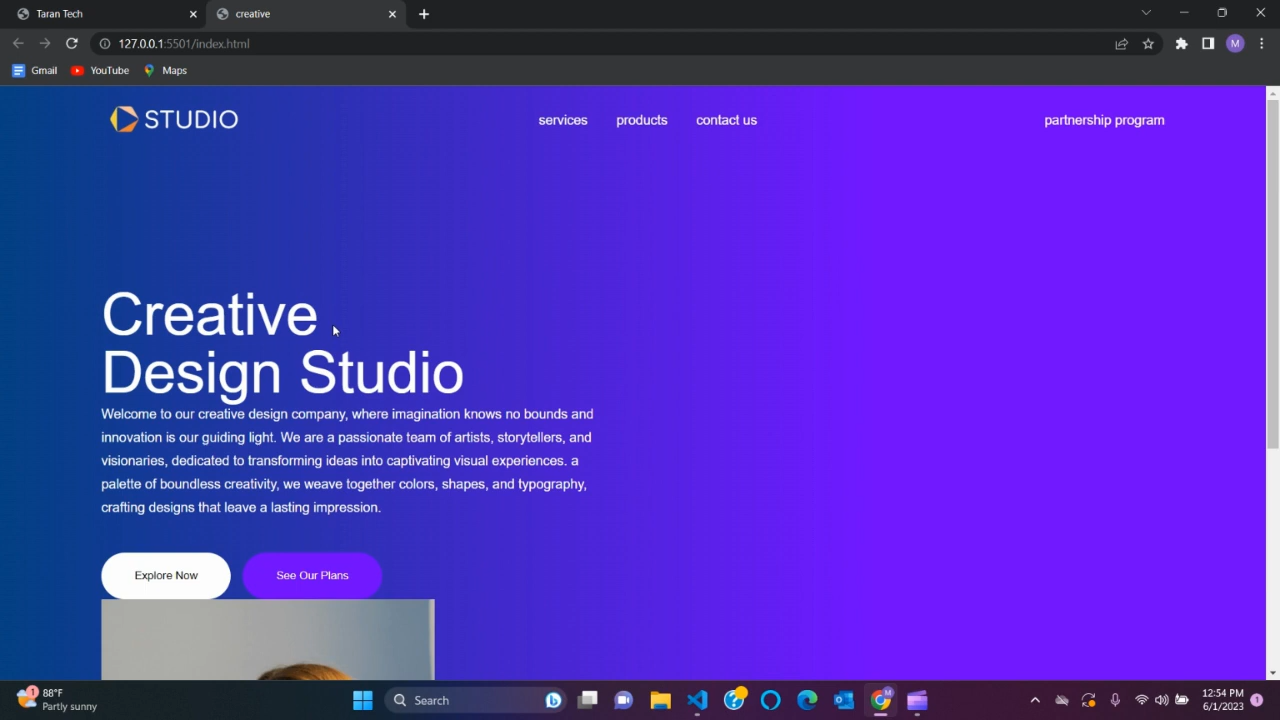 Taran Tech
creative
127.0.0.1:5501/index.html
M
Gmail
YouTube
Maps
STUDIO
services
products
contact us
partnership program
Creative
Design Studio
Welcome to our creative design company, where imagination knows no bounds and
innovation is our guiding light. We are a passionate team of artists, storytellers, and
visionaries, dedicated to transforming ideas into captivating visual experiences. a
palette of boundless creativity, we weave together colors, shapes, and typography,
crafting designs that leave a lasting impression.
Explore Now
See Our Plans
1
88°F
Partly sunny
Search
M
12:54 PM
6/1/2023
1